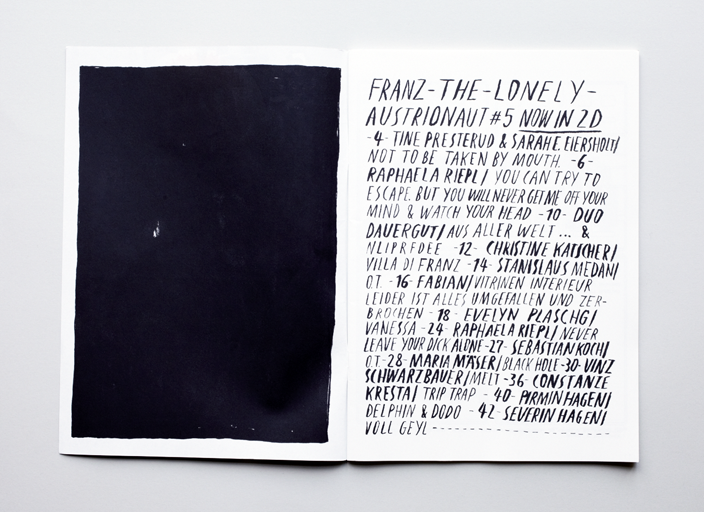 FRANZ-THE-LONELY-
AUSTRIONAUT #5 NOW IN 2D
-4- TINE PRESTERUD & SARAH E. EIERSHOLT/
NOT TO BE TAKEN BY MOUTH. -6-
RAPHAELA RIEPL/ YOU CAN TRY TO
ESCAPE. BUT YOU WILL NEVER GET ME OFF YOUR
MIND & WATCH YOUR HEAD -10- DUO
DAUERGUT/ AUS ALLER WELT ... &
NLIPRFDEE -12- CHRISTINE KATSCHER/
VILLA DI FRANZ -14- STANISLAUS MEDAN/
O.T. -16- FABIAN/ VITRINEN INTERIEUR
LEIDER IST ALLES UMGEFALLEN UND ZER-
BROCHEN - 18 - EVELYN PLASCHG/
VANESSA -24- RAPHAELA RIEPL/ NEVER
LEAVE YOUR DICK ALONE -27- SEBASTIAN KOCH/
O.T -28- MARIA MÄSER/ BLACK HOLE -30- VINZ
SCHWARZBAUER/ MELT -36- CONSTANZE
KRESTA/ TRIP TRAP - 40 - PIRMIN HAGEN/
DELPHIN & DODO - 42 - SEVERIN HAGEN/
VOLL GEYL